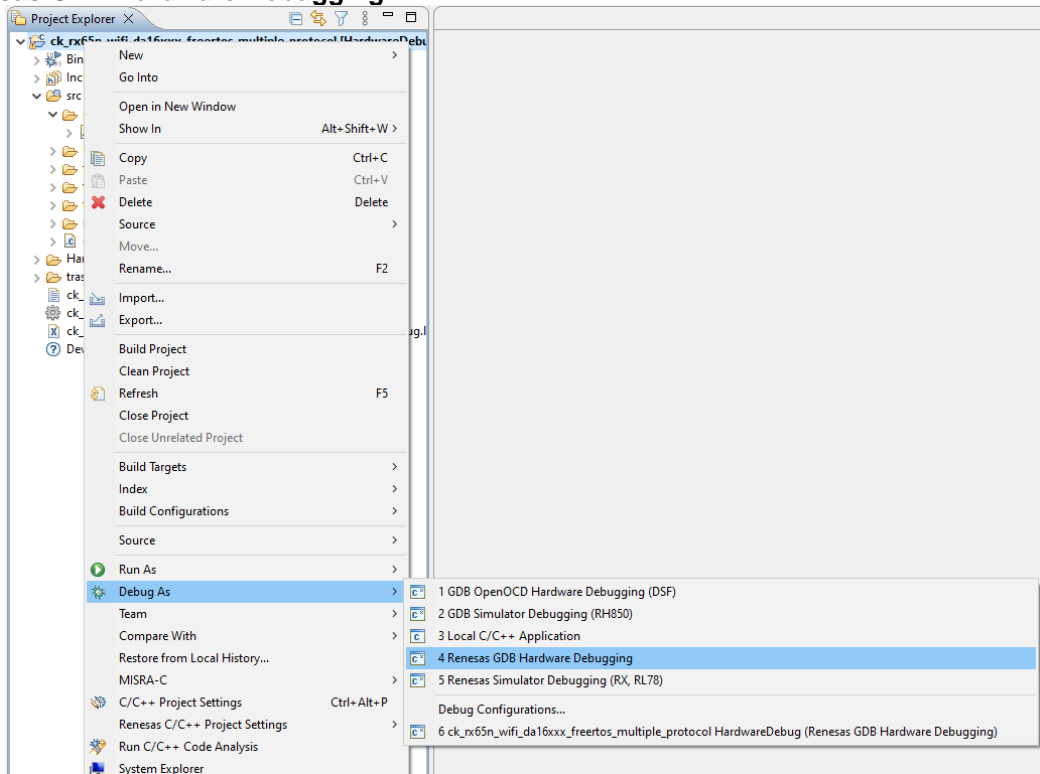 Project Explorer
ck_rx65n_wifi_da16xxx_freertos_multiple_protocol [HardwareDebu
Bin
Inc
src
Har
tras
ck_
ck_
ck_
ug.l
Dev
New
Go Into
Open in New Window
Show In Alt+Shift+W >
Copy Ctrl+C
Paste Ctrl+V
Delete Delete
Source
Move...
Rename... F2
Import...
Export...
Build Project
Clean Project
Refresh F5
Close Project
Close Unrelated Project
Build Targets
Index
Build Configurations
Source
Run As
Debug As
Team
Compare With
Restore from Local History...
MISRA-C
C/C++ Project Settings Ctrl+Alt+P
Renesas C/C++ Project Settings
Run C/C++ Code Analysis
System Explorer
1 GDB OpenOCD Hardware Debugging (DSF)
2 GDB Simulator Debugging (RH850)
3 Local C/C++ Application
4 Renesas GDB Hardware Debugging
5 Renesas Simulator Debugging (RX, RL78)
Debug Configurations...
6 ck_rx65n_wifi_da16xxx_freertos_multiple_protocol HardwareDebug (Renesas GDB Hardware Debugging)